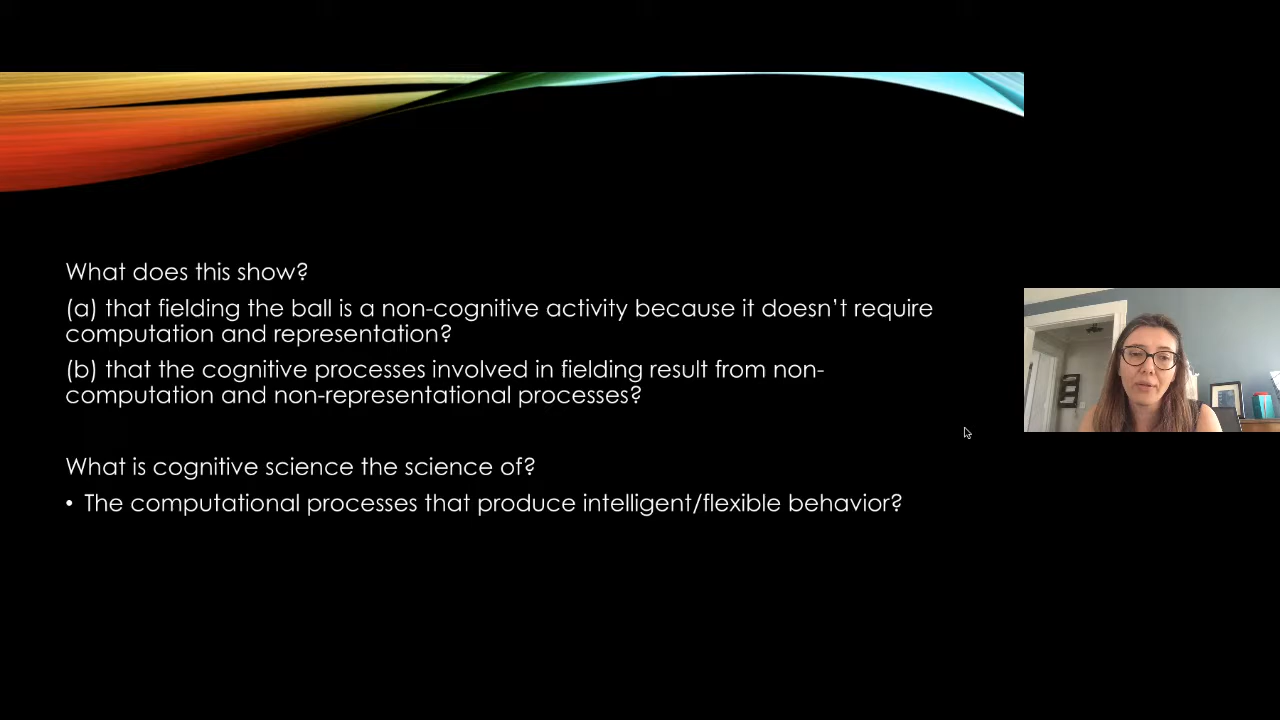 What does this show?
(a) that fielding the ball is a non-cognitive activity because it doesn't require
computation and representation?
(b) that the cognitive processes involved in fielding result from non-
computation and non-representational processes?
What is cognitive science the science of?
• The computational processes that produce intelligent/flexible behavior?